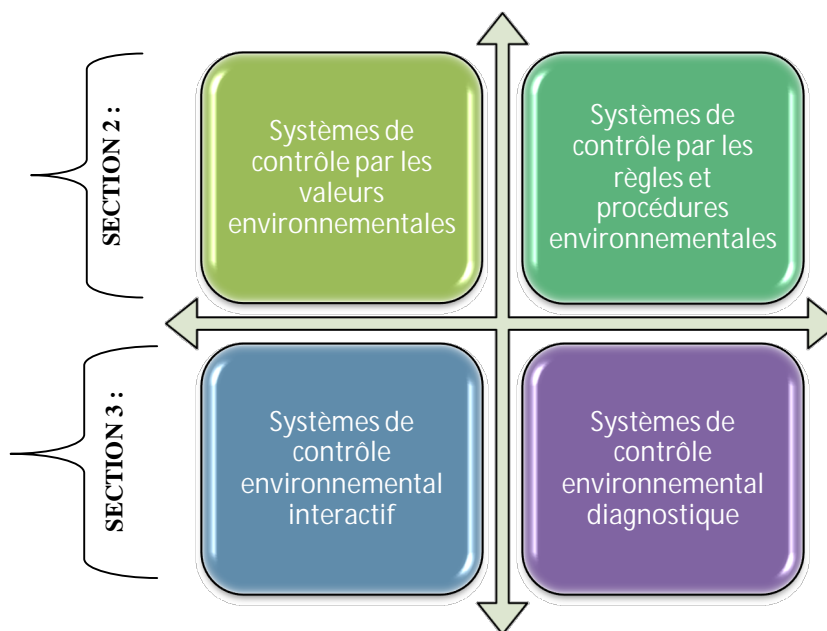 SECTION 2 :
Systèmes de
contrôle par les
valeurs
environnementales
Systèmes de
contrôle par les
règles et
procédures
environnementales
SECTION 3 :
Systèmes de
contrôle
environnemental
interactif
Systèmes de
contrôle
environnemental
diagnostique